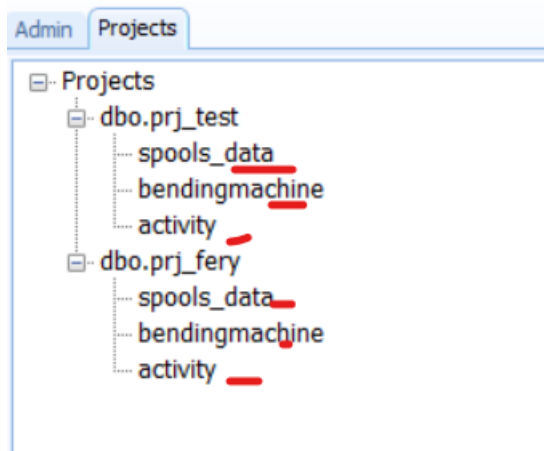 Admin Projects
Projects
dbo.prj_test
spools_data
bendingmachine
activity
dbo.prj_fery
spools_data
bendingmachine
activity